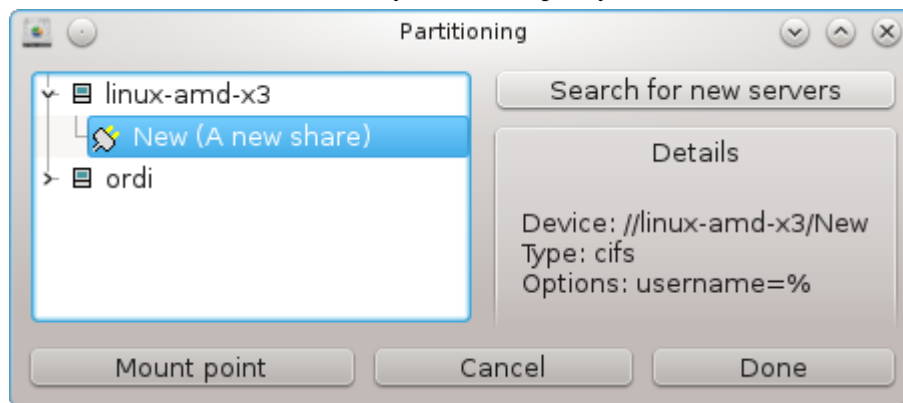 Partitioning
linux-amd-x3
New (A new share)
ordi
Search for new servers
Details
Device: //linux-amd-x3/New
Type: cifs
Options: username=%
Mount point
Cancel
Done